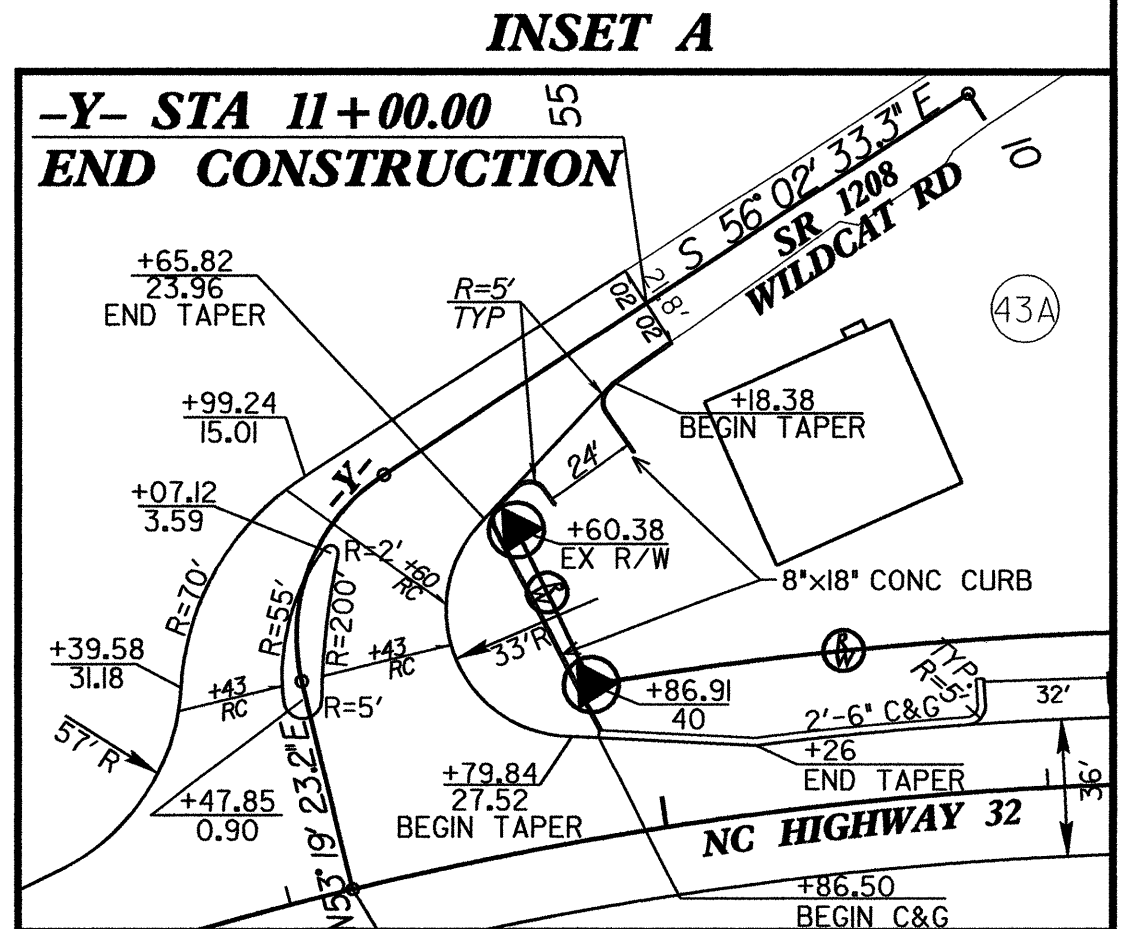 INSET A
-Y- STA 11+00.00
END CONSTRUCTION
55
S 56° 02' 33.3" E
10
SR 1208
WILDCAT RD
+65.82
23.96
END TAPER
R=5'
TYP
20
21.8'
20
43A
+99.24
15.01
+18.38
BEGIN TAPER
-Y-
24'
+07.12
3.59
R=2'
+60
RC
+60.38
EX R/W
R=70'
R=55'
R=200'
8"x18" CONC CURB
R/W
33'R
+39.58
31.18
+43
RC
+43
RC
R/W
TYP.
R=5'
R=5'
+86.91
40
32'
2'-6" C&G
57' R
+47.85
0.90
N53° 19' 23.2"E
+79.84
27.52
BEGIN TAPER
+26
END TAPER
36'
NC HIGHWAY 32
+86.50
BEGIN C&G